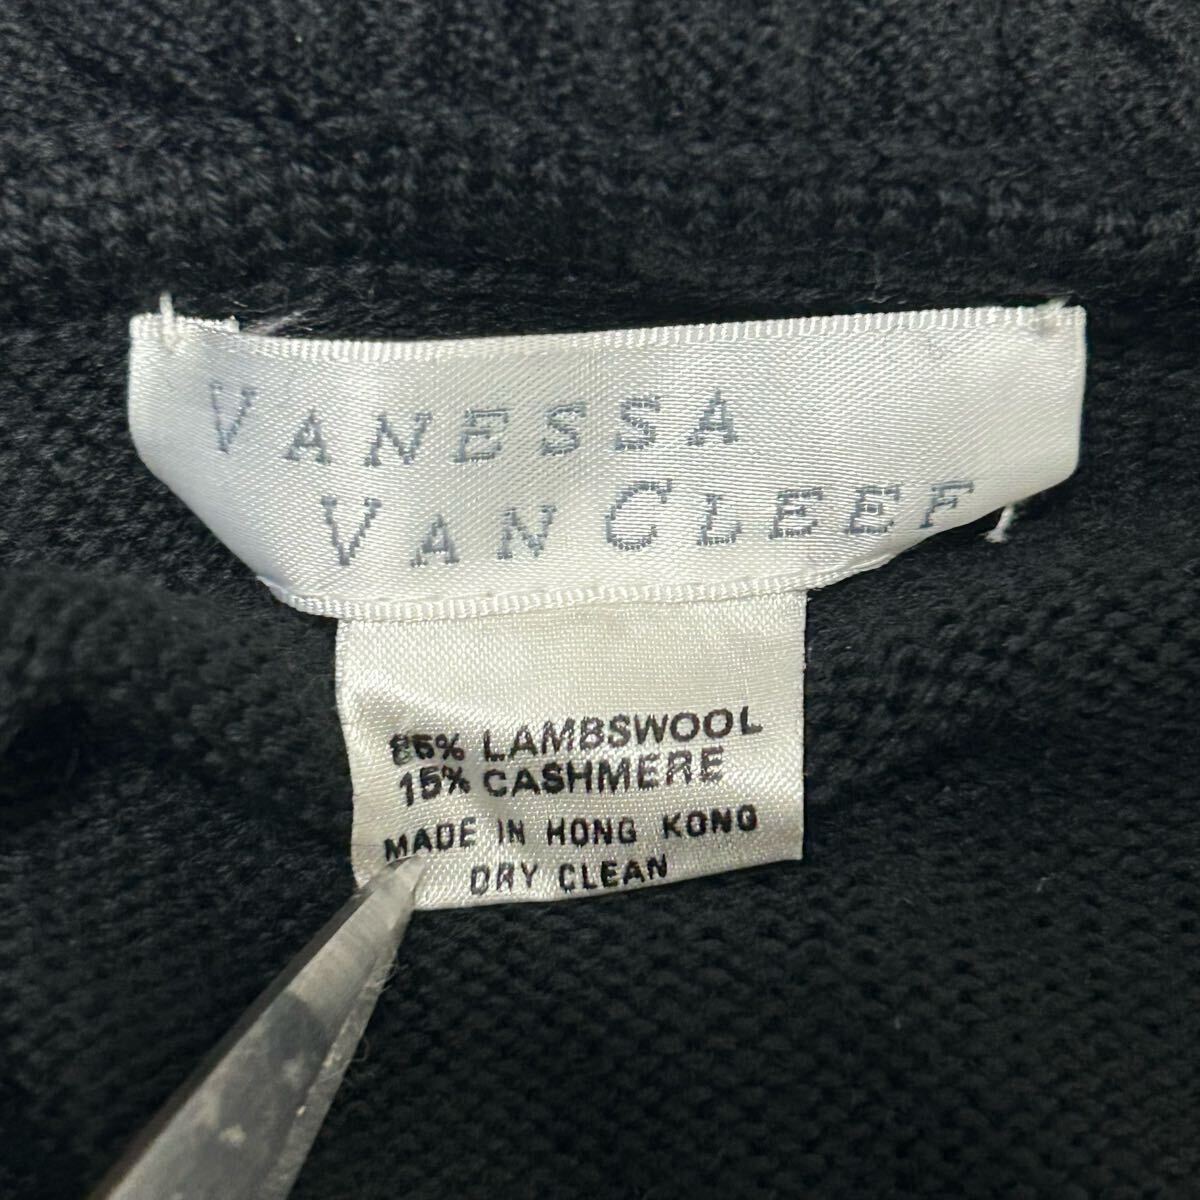 VANESSA
VAN CLEEF
85% LAMBSWOOL
15% CASHMERE
MADE IN HONG KONG
DRY CLEAN